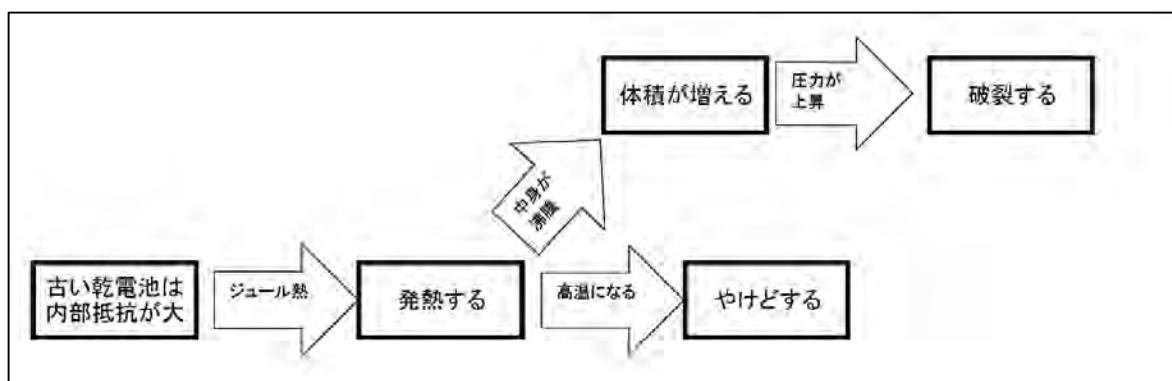 体積が増える
圧力が
上昇
破裂する
中身が
沸騰
古い乾電池は
内部抵抗が大
ジュール熱
発熱する
高温になる
やけどする